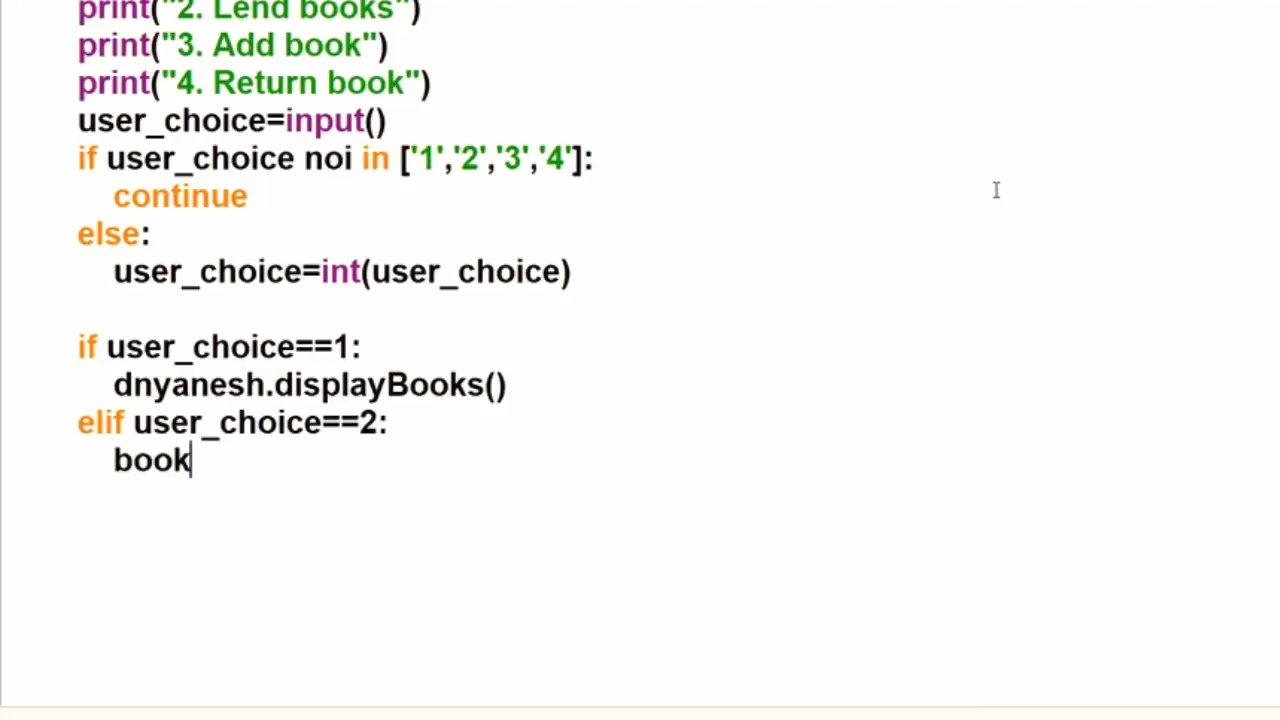 print("2. Lend books")
print("3. Add book")
print("4. Return book")
user_choice=input()
if user_choice noi in ['1','2','3','4']:
continue
else:
user_choice=int(user_choice)
if user_choice==1:
dnyanesh.displayBooks()
elif user_choice==2:
book